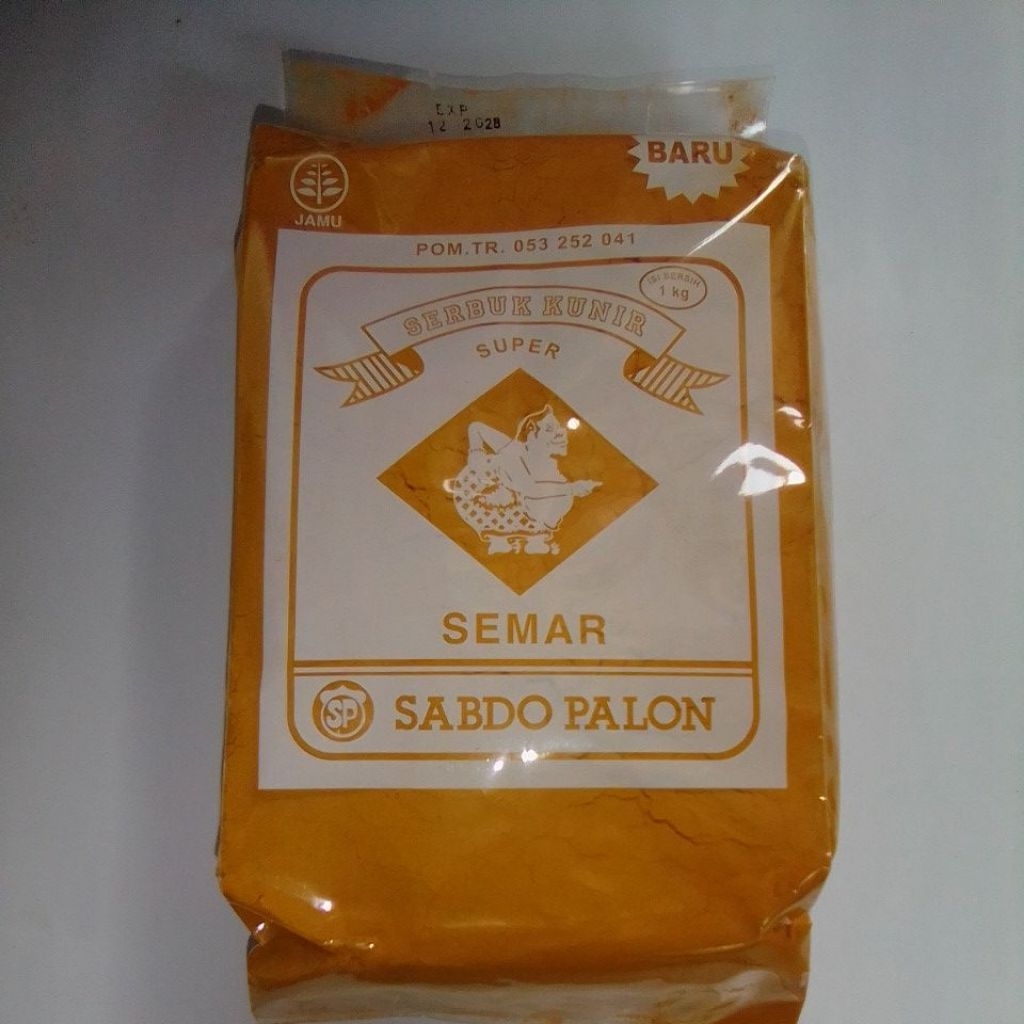 EXP
12 2028
BARU
JAMU
POM.TR. 053 252 041
ISI BERSIH
1 kg
SERBUK KUNIR
SUPER
SEMAR
SP
SABDO PALON